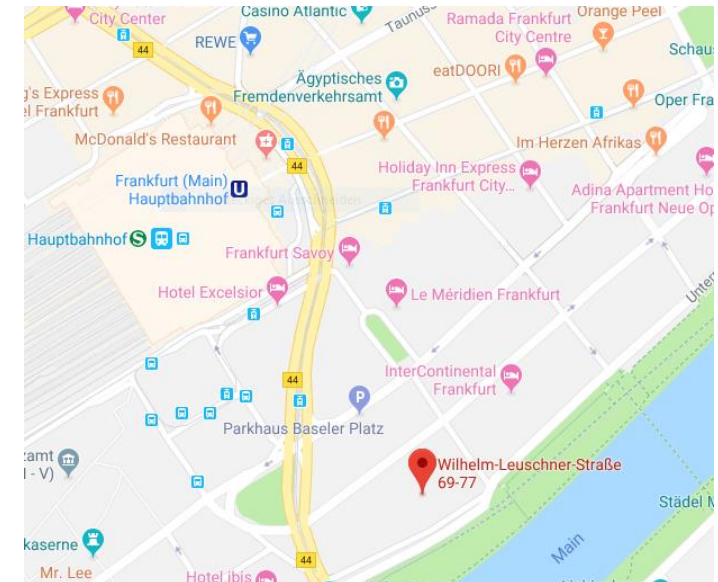 City Center
Casino Atlantic
Taunuss
Ramada Frankfurt
City Centre
Orange Peel
REWE
44
Schaus
Ägyptisches
Fremdenverkehrsamt
eatDOORI
g's Express
el Frankfurt
Oper Fra
McDonald's Restaurant
Im Herzen Afrikas
44
Frankfurt (Main)
Hauptbahnhof
U
Holiday Inn Express
Frankfurt City...
Adina Apartment Ho
Frankfurt Neue Op
Ausschneiden
Hauptbahnhof
S
Frankfurt Savoy
Hotel Excelsior
Le Méridien Frankfurt
Unter
InterContinental
Frankfurt
44
P
Parkhaus Baseler Platz
zamt
I - V)
Wilhelm-Leuschner-Straße
69-77
Städel M
kaserne
Main
44
Mr. Lee
Hotel ibis